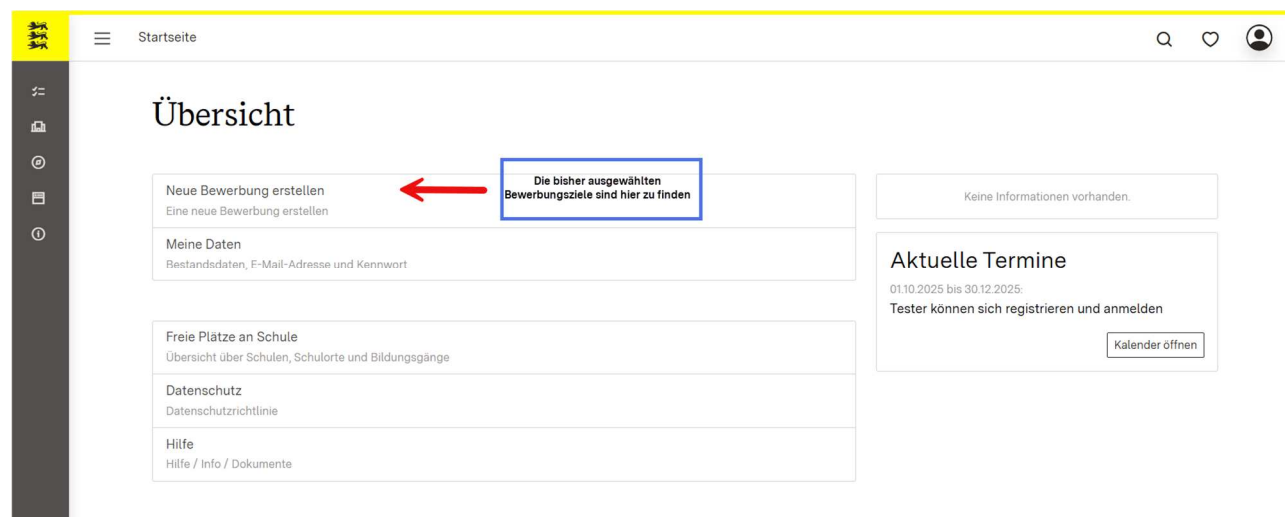 Startseite
Übersicht
Neue Bewerbung erstellen
Eine neue Bewerbung erstellen
Die bisher ausgewählten
Bewerbungsziele sind hier zu finden
Meine Daten
Bestandsdaten, E-Mail-Adresse und Kennwort
Freie Plätze an Schule
Übersicht über Schulen, Schulorte und Bildungsgänge
Datenschutz
Datenschutzrichtlinie
Hilfe
Hilfe / Info / Dokumente
Keine Informationen vorhanden.
Aktuelle Termine
01.10.2025 bis 30.12.2025:
Tester können sich registrieren und anmelden
Kalender öffnen